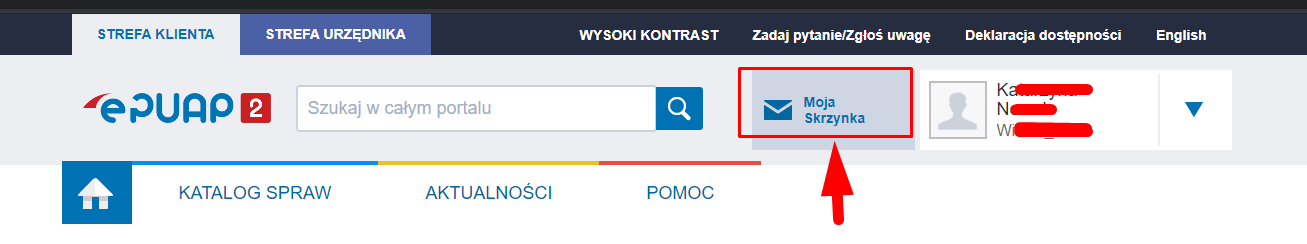 STREFA KLIENTA STREFA URZĘDNIKA WYSOKI KONTRAST Zadaj pytanie/Zgłoś uwagę Deklaracja dostępności English
ePUAP 2 Szukaj w całym portalu
Moja
Skrzynka
KATALOG SPRAW AKTUALNOŚCI POMOC